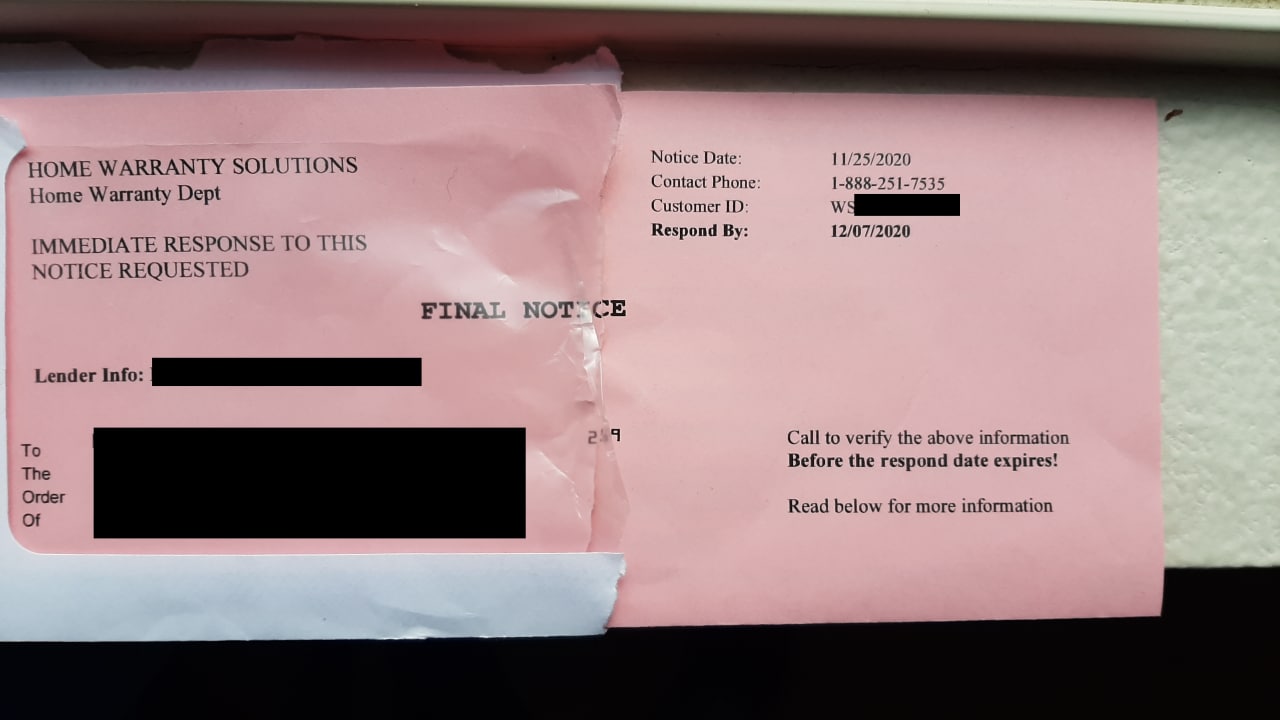 HOME WARRANTY SOLUTIONS
Home Warranty Dept
IMMEDIATE RESPONSE TO THIS
NOTICE REQUESTED
Notice Date: 11/25/2020
Contact Phone: 1-888-251-7535
Customer ID: WS
Respond By: 12/07/2020
FINAL NOTICE
Lender Info:
To
The
Order
Of
Call to verify the above information
Before the respond date expires!
Read below for more information